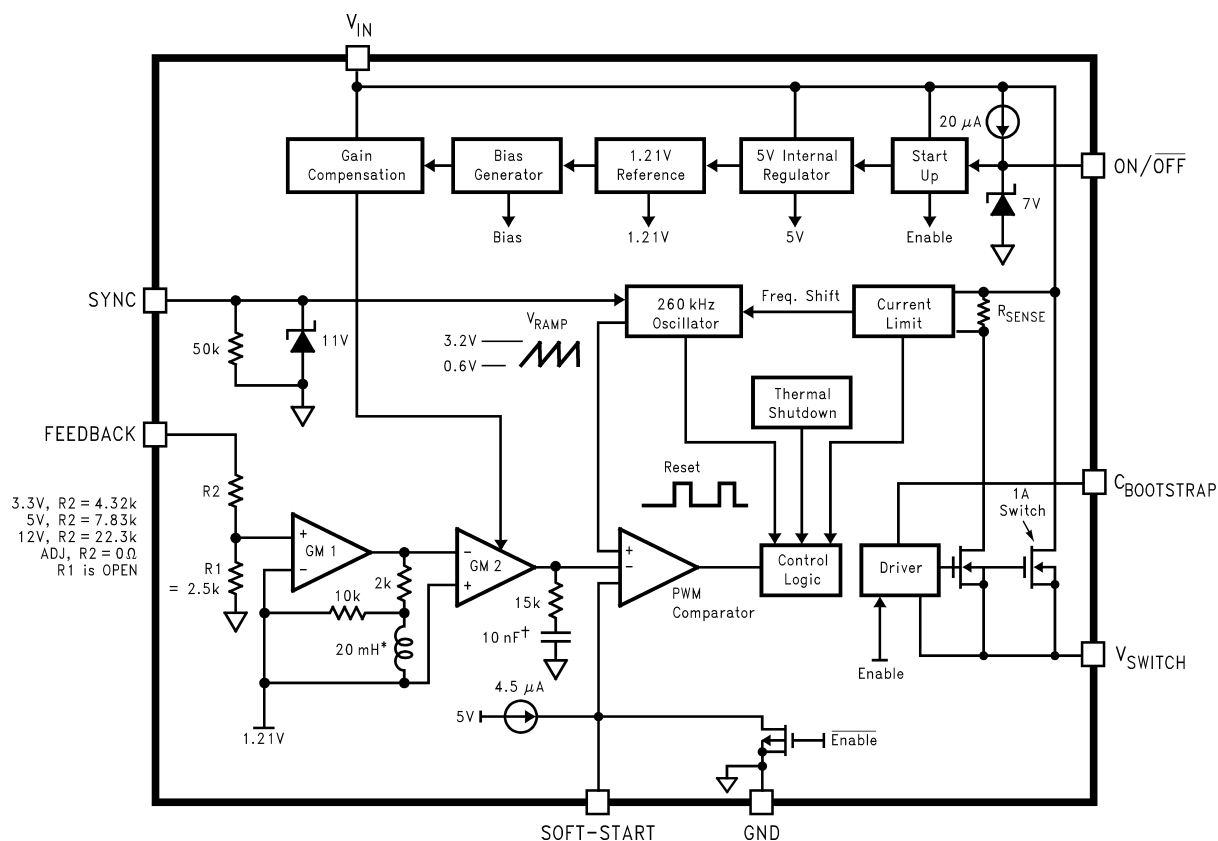 VIN
20 μA
Gain
Compensation
Bias
Generator
1.21V
Reference
5V Internal
Regulator
Start
Up
ON/O̅F̅F̅
7V
Bias
1.21V
5V
Enable
SYNC
50k
11V
VRAMP
3.2V
0.6V
260 kHz
Oscillator
Freq. Shift
Current
Limit
RSENSE
Thermal
Shutdown
FEEDBACK
Reset
R2
3.3V, R2 = 4.32k
5V, R2 = 7.83k
12V, R2 = 22.3k
ADJ, R2 = 0Ω
R1 is OPEN
R1
= 2.5k
CBOOTSTRAP
1A
Switch
+
GM 1
−
−
GM 2
+
+
−
PWM
Comparator
Control
Logic
Driver
2k
10k
20 mH*
15k
10 nF†
Enable
VSWITCH
4.5 μA
5V
1.21V
E̅n̅a̅b̅l̅e̅
SOFT-START
GND